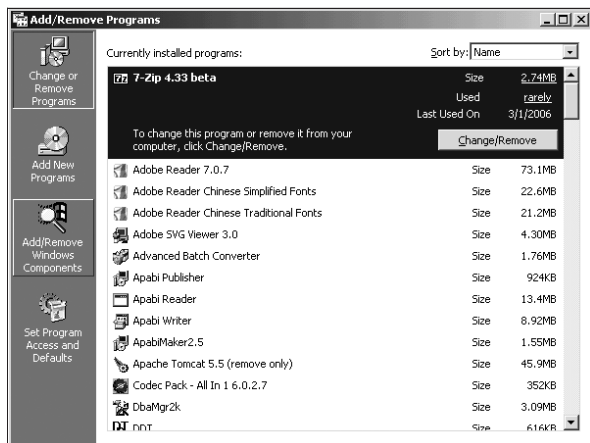 Add/Remove Programs
Change or
Remove
Programs
Add New
Programs
Add/Remove
Windows
Components
Set Program
Access and
Defaults
Currently installed programs:
Sort by: Name
7-Zip 4.33 beta Size 2.74MB
Used rarely
Last Used On 3/1/2006
To change this program or remove it from your
computer, click Change/Remove.
Change/Remove
Adobe Reader 7.0.7 Size 73.1MB
Adobe Reader Chinese Simplified Fonts Size 22.6MB
Adobe Reader Chinese Traditional Fonts Size 21.2MB
Adobe SVG Viewer 3.0 Size 4.30MB
Advanced Batch Converter Size 1.76MB
Apabi Publisher Size 924KB
Apabi Reader Size 13.4MB
Apabi Writer Size 8.92MB
ApabiMaker2.5 Size 1.55MB
Apache Tomcat 5.5 (remove only) Size 45.9MB
Codec Pack - All In 1 6.0.2.7 Size 352KB
DbaMgr2k Size 3.09MB
DDT Size 616KB